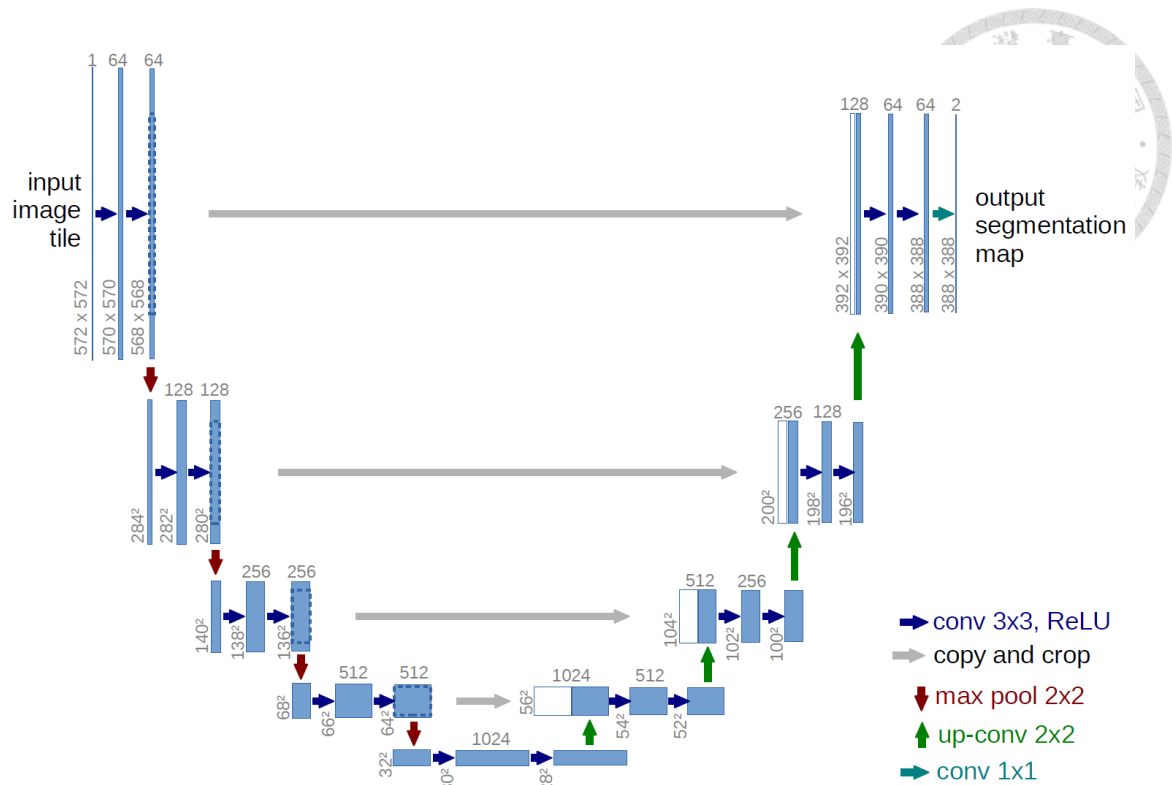 1 64 64
128 64 64 2
input
image
tile
output
segmentation
map
572 x 572
570 x 570
568 x 568
392 x 392
390 x 390
388 x 388
388 x 388
128 128
256 128
284²
282²
280²
200²
198²
196²
256 256
512 256
140²
138²
136²
104²
102²
100²
512 512
1024 512
68²
66²
64²
56²
54²
52²
1024
32²
conv 3x3, ReLU
copy and crop
max pool 2x2
up-conv 2x2
conv 1x1